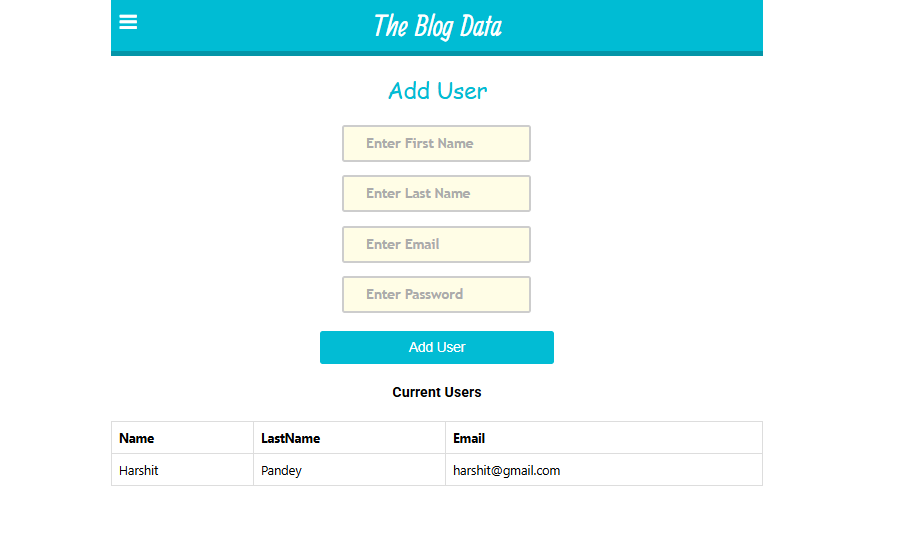 The Blog Data
Add User
Enter First Name
Enter Last Name
Enter Email
Enter Password
Add User
Current Users
Name LastName Email
Harshit Pandey harshit@gmail.com